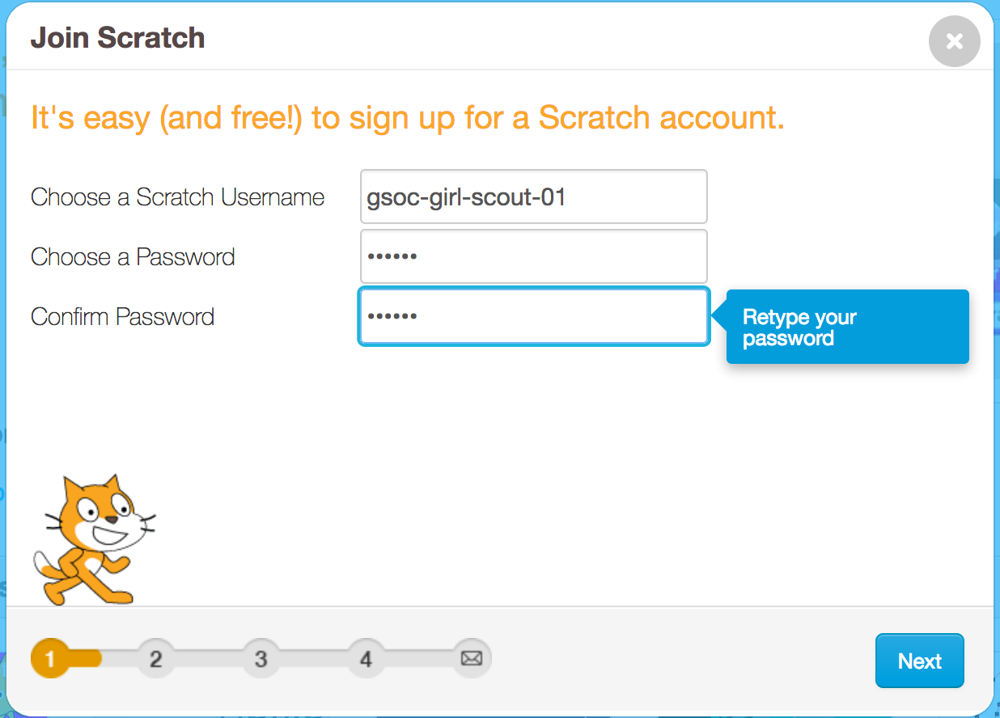 Join Scratch
It's easy (and free!) to sign up for a Scratch account.
Choose a Scratch Username
gsoc-girl-scout-01
Choose a Password
••••••
Confirm Password
••••••
Retype your
password
1
2
3
4
Next